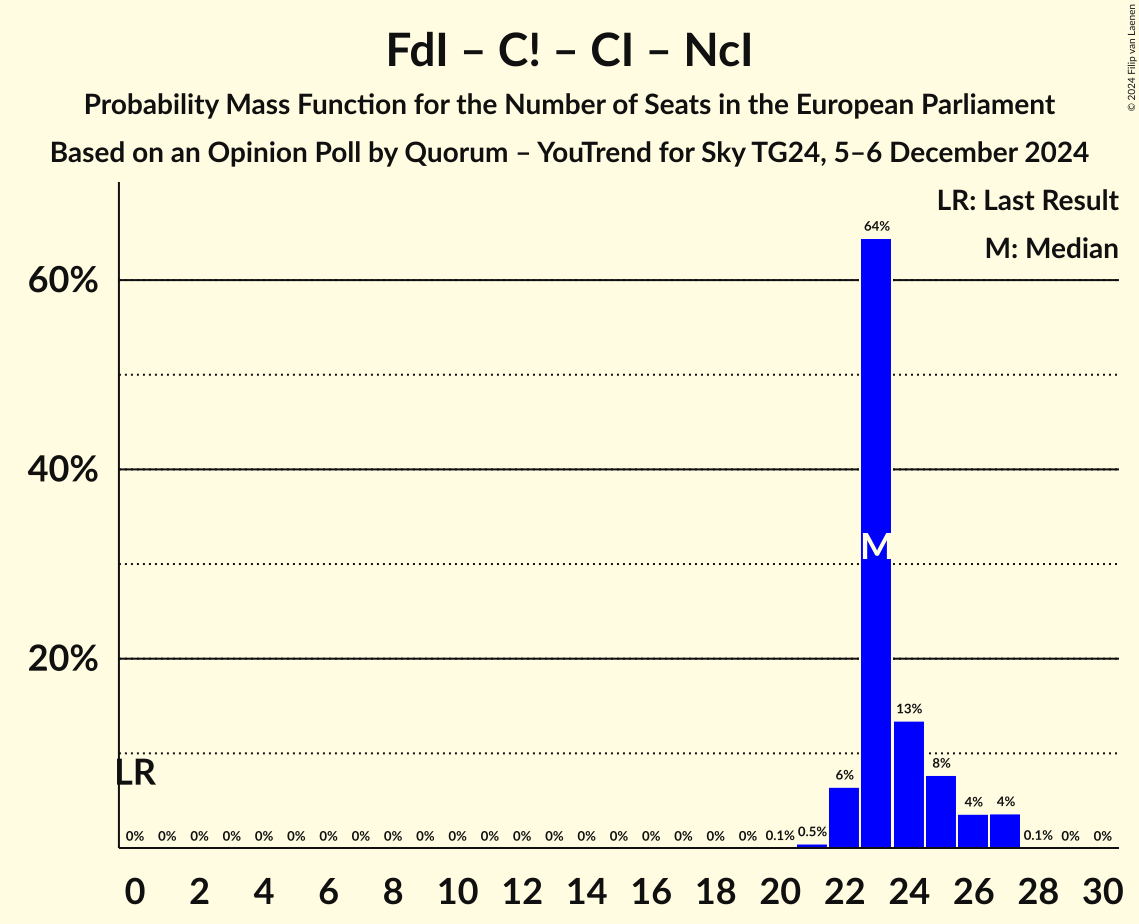 FdI – C! – CI – NcI
Probability Mass Function for the Number of Seats in the European Parliament
Based on an Opinion Poll by Quorum – YouTrend for Sky TG24, 5–6 December 2024
© 2024 Filip van Laenen
LR: Last Result
M: Median
60%
40%
20%
64%
M
13%
8%
6%
4% 4%
LR
0% 0% 0% 0% 0% 0% 0% 0% 0% 0% 0% 0% 0% 0% 0% 0% 0% 0% 0% 0% 0.1% 0.5% 0.1% 0% 0%
0 2 4 6 8 10 12 14 16 18 20 22 24 26 28 30